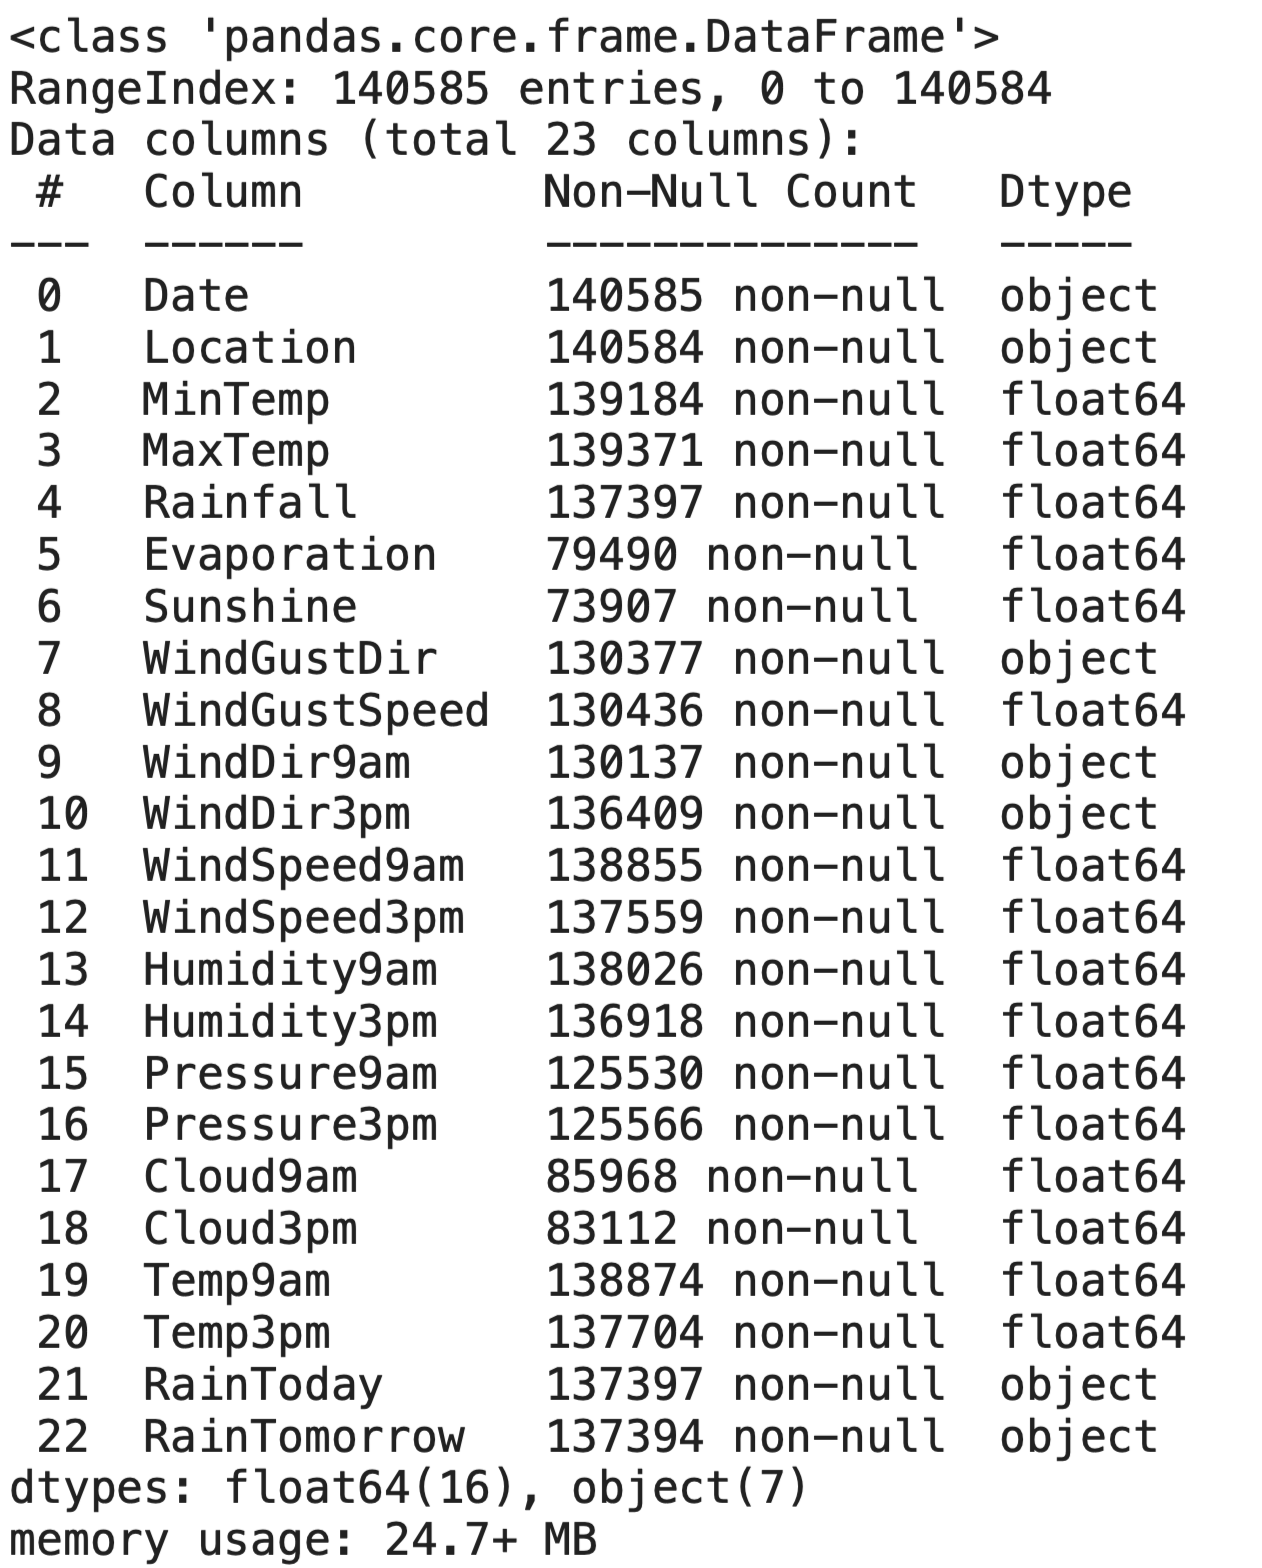 <class 'pandas.core.frame.DataFrame'>
RangeIndex: 140585 entries, 0 to 140584
Data columns (total 23 columns):
 #   Column         Non-Null Count   Dtype
---  ------         --------------   -----
 0   Date           140585 non-null  object
 1   Location       140584 non-null  object
 2   MinTemp        139184 non-null  float64
 3   MaxTemp        139371 non-null  float64
 4   Rainfall       137397 non-null  float64
 5   Evaporation    79490 non-null   float64
 6   Sunshine       73907 non-null   float64
 7   WindGustDir    130377 non-null  object
 8   WindGustSpeed  130436 non-null  float64
 9   WindDir9am     130137 non-null  object
 10  WindDir3pm     136409 non-null  object
 11  WindSpeed9am   138855 non-null  float64
 12  WindSpeed3pm   137559 non-null  float64
 13  Humidity9am    138026 non-null  float64
 14  Humidity3pm    136918 non-null  float64
 15  Pressure9am    125530 non-null  float64
 16  Pressure3pm    125566 non-null  float64
 17  Cloud9am       85968 non-null   float64
 18  Cloud3pm       83112 non-null   float64
 19  Temp9am        138874 non-null  float64
 20  Temp3pm        137704 non-null  float64
 21  RainToday      137397 non-null  object
 22  RainTomorrow   137394 non-null  object
dtypes: float64(16), object(7)
memory usage: 24.7+ MB